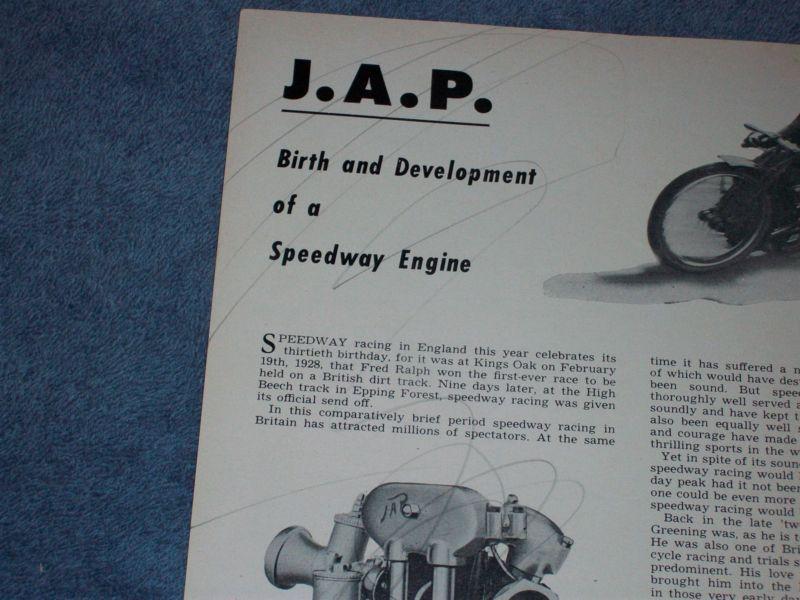 J.A.P.
Birth and Development
of a
Speedway Engine
SPEEDWAY racing in England this year celebrates its
thirtieth birthday, for it was at Kings Oak on February
19th, 1928, that Fred Ralph won the first-ever race to be
held on a British dirt track. Nine days later, at the High
Beech track in Epping Forest, speedway racing was given
its official send off.
In this comparatively brief period speedway racing in
Britain has attracted millions of spectators. At the same
J.A.P.
time it has suffered a
of which would have
been sound. But
thoroughly well served
soundly and have kept
also been equally well
and courage have made
thrilling sports in the
Yet in spite of its
speedway racing would
day peak had it not been
one could be even more
speedway racing would
Back in the late
Greening was, as he is
He was also one of
cycle racing and trials
predominent. His love
brought him into the
in those very early